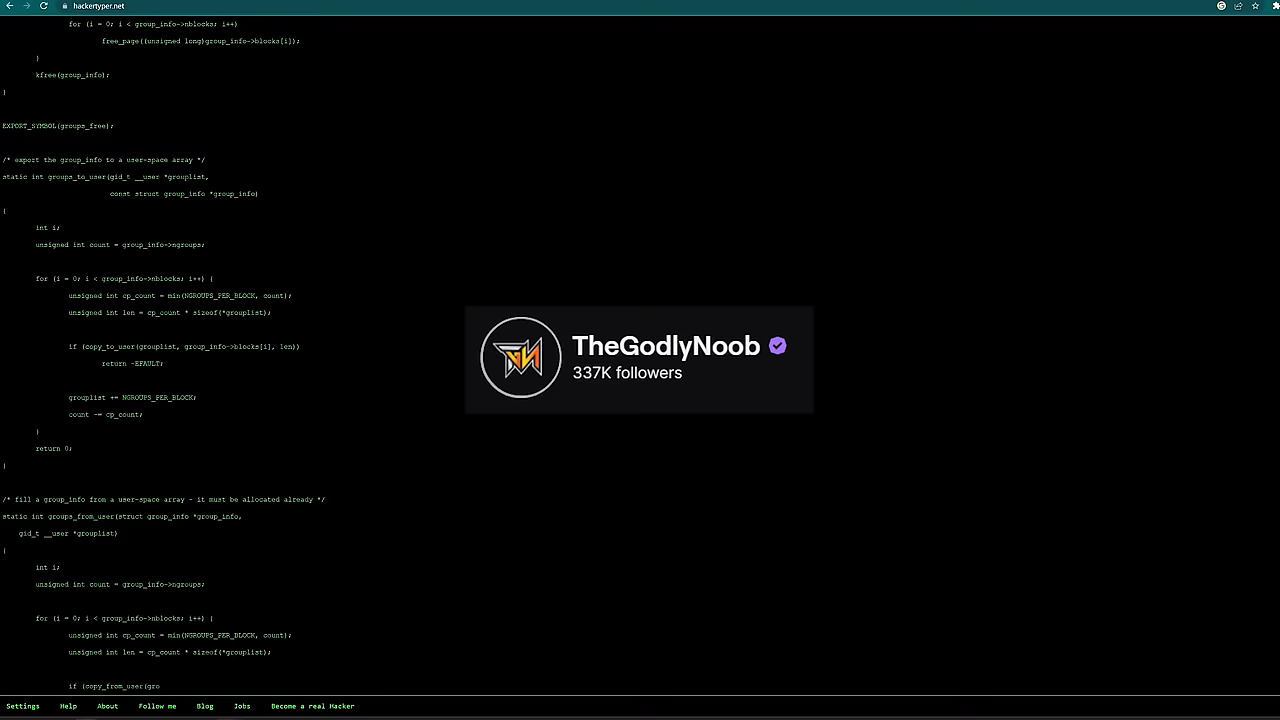 hackertyper.net
for (i = 0; i < group_info->nblocks; i++)
free_page((unsigned long)group_info->blocks[i]);
}
kfree(group_info);
}
EXPORT_SYMBOL(groups_free);
/* export the group_info to a user-space array */
static int groups_to_user(gid_t __user *grouplist,
const struct group_info *group_info)
{
int i;
unsigned int count = group_info->ngroups;
for (i = 0; i < group_info->nblocks; i++) {
unsigned int cp_count = min(NGROUPS_PER_BLOCK, count);
unsigned int len = cp_count * sizeof(*grouplist);
if (copy_to_user(grouplist, group_info->blocks[i], len))
return -EFAULT;
grouplist += NGROUPS_PER_BLOCK;
count -= cp_count;
}
return 0;
}
/* fill a group_info from a user-space array - it must be allocated already */
static int groups_from_user(struct group_info *group_info,
gid_t __user *grouplist)
{
int i;
unsigned int count = group_info->ngroups;
for (i = 0; i < group_info->nblocks; i++) {
unsigned int cp_count = min(NGROUPS_PER_BLOCK, count);
unsigned int len = cp_count * sizeof(*grouplist);
if (copy_from_user(gro
TheGodlyNoob
337K followers
Settings Help About Follow me Blog Jobs Become a real Hacker